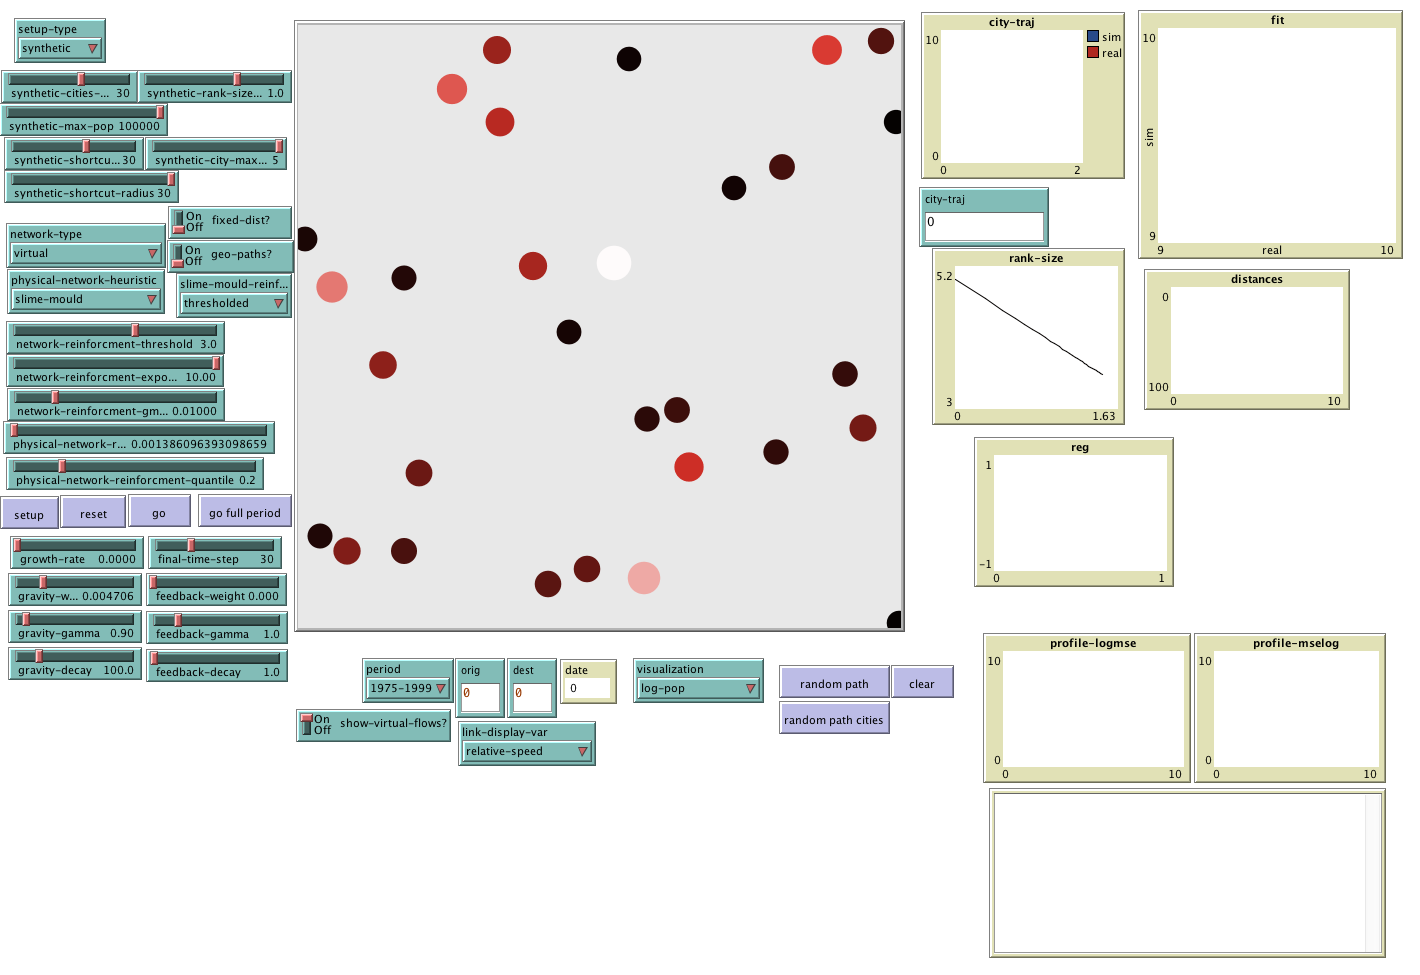 setup-type
synthetic
synthetic-cities-... 30
synthetic-rank-size... 1.0
synthetic-max-pop 100000
synthetic-shortcu... 30
synthetic-city-max... 5
synthetic-shortcut-radius 30
On
Off
fixed-dist?
network-type
virtual
On
Off
geo-paths?
physical-network-heuristic
slime-mould
slime-mould-reinf...
thresholded
network-reinforcment-threshold 3.0
network-reinforcment-expo... 10.00
network-reinforcment-gm... 0.01000
physical-network-r... 0.001386096393098659
physical-network-reinforcment-quantile 0.2
setup
reset
go
go full period
growth-rate 0.0000
final-time-step 30
gravity-w... 0.004706
feedback-weight 0.000
gravity-gamma 0.90
feedback-gamma 1.0
gravity-decay 100.0
feedback-decay 1.0
period
1975-1999
orig
0
dest
0
date
0
visualization
log-pop
random path
clear
random path cities
On
Off
show-virtual-flows?
link-display-var
relative-speed
city-traj
10
0
0
2
sim
real
city-traj
0
fit
10
sim
9
9
real
10
rank-size
5.2
3
0
1.63
distances
0
100
0
10
reg
1
-1
0
1
profile-logmse
10
0
0
10
profile-mselog
10
0
0
10